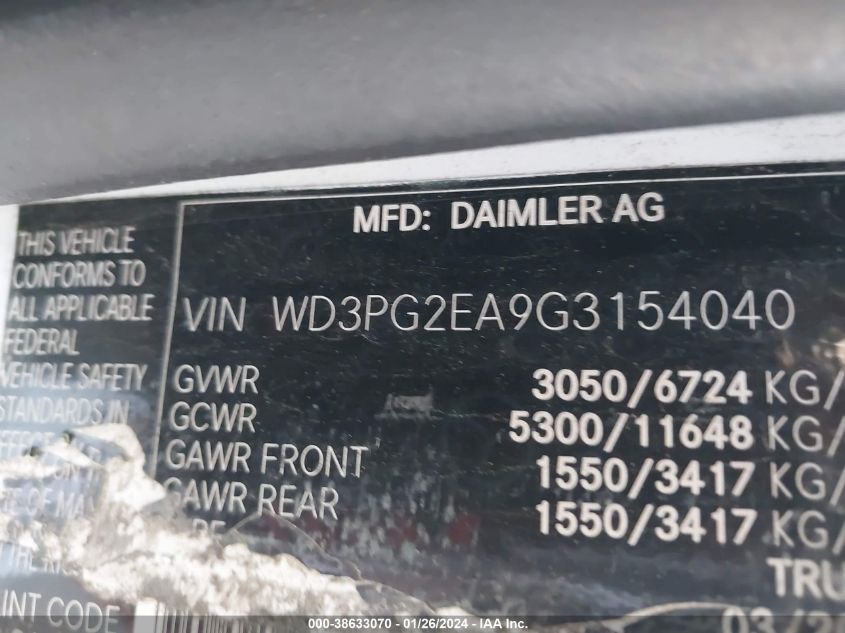 MFD: DAIMLER AG
THIS VEHICLE
CONFORMS TO
ALL APPLICABLE
FEDERAL
VEHICLE SAFETY
STANDARDS IN
VIN WD3PG2EA9G3154040
GVWR 3050/6724 KG/
GCWR 5300/11648 KG/
GAWR FRONT 1550/3417 KG/
GAWR REAR 1550/3417 KG/
TRU
INT CODE
03/2
000-38633070 - 01/26/2024 - IAA Inc.